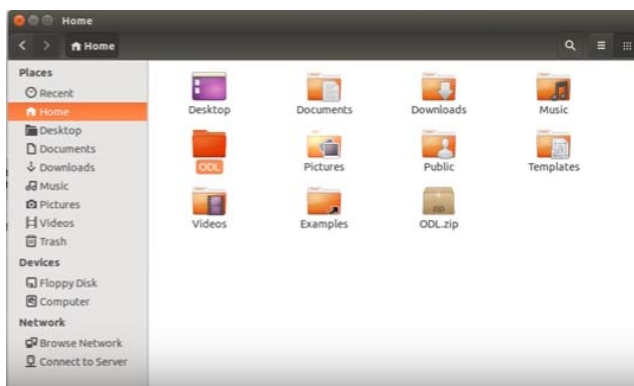 Home
Home
Places
Recent
Home
Desktop
Documents
Downloads
Music
Pictures
Videos
Trash
Devices
Floppy Disk
Computer
Network
Browse Network
Connect to Server
Desktop
Documents
Downloads
Music
ODL
Pictures
Public
Templates
Videos
Examples
ODL.zip